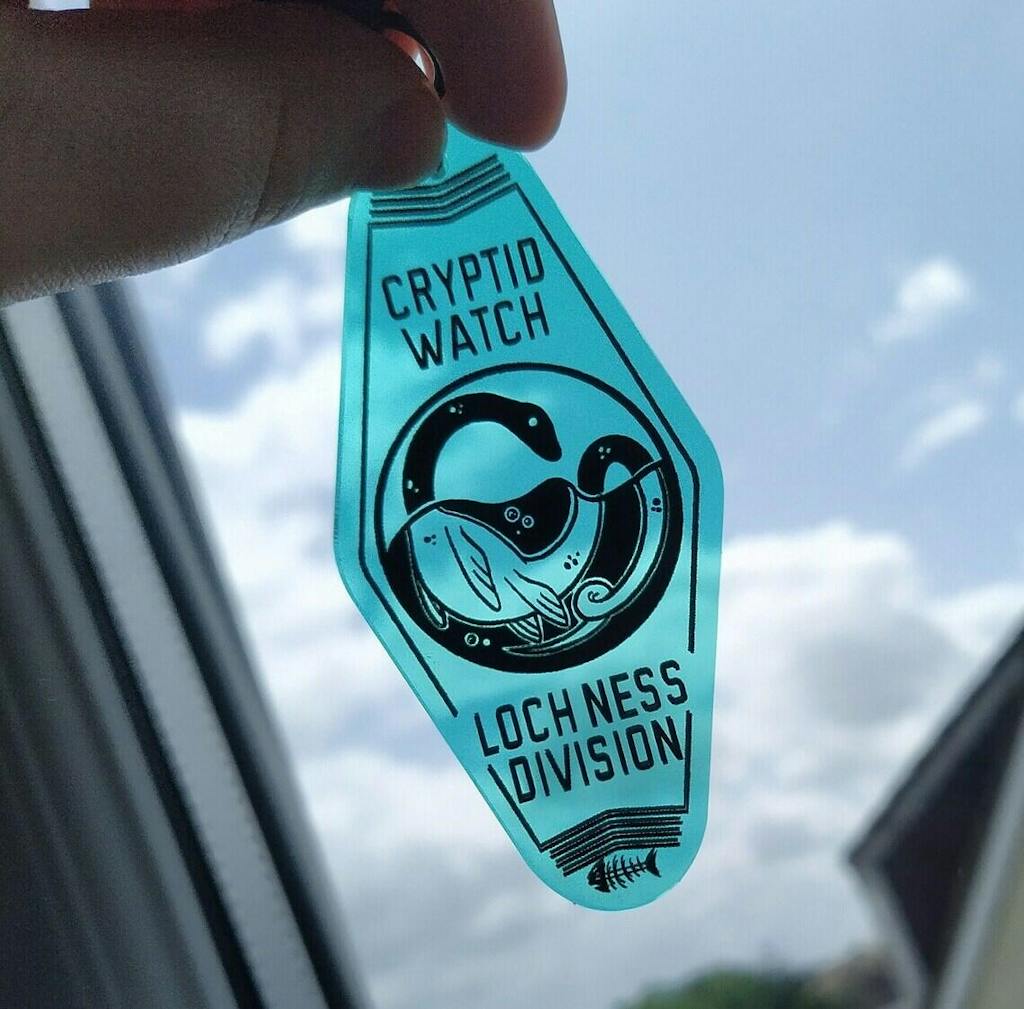 CRYPTID
WATCH
LOCH NESS
DIVISION